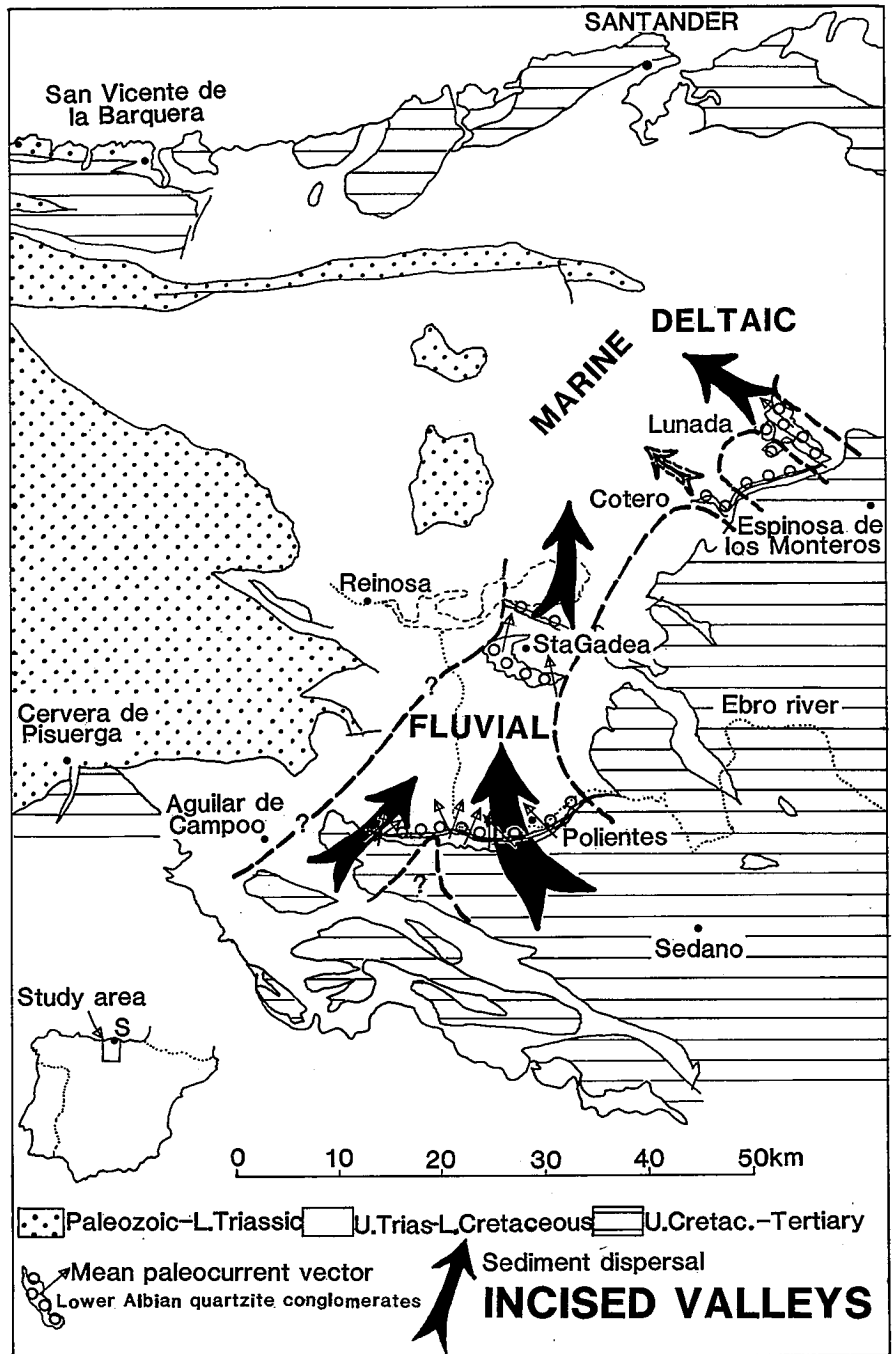 SANTANDER
San Vicente de
la Barquera
DELTAIC
MARINE
Lunada
Cotero
Espinosa de
los Monteros
Reinosa
StaGadea
?
Ebro river
Cervera de
Pisuerga
FLUVIAL
Aguilar de
Campoo
?
Polientes
?
Sedano
Study area
S
0 10 20 30 40 50km
Paleozoic-L.Triassic U.Trias-L.Cretaceous U.Cretac.-Tertiary
Mean paleocurrent vector
Lower Albian quartzite conglomerates
Sediment dispersal
INCISED VALLEYS